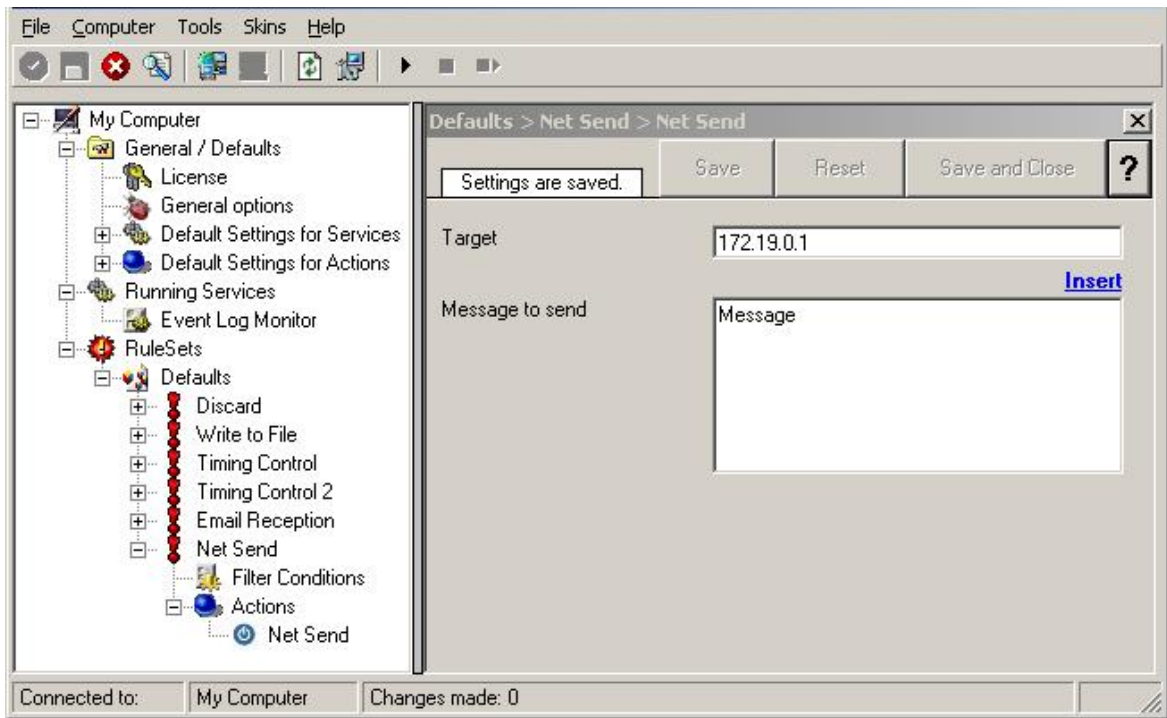 File Computer Tools Skins Help
My Computer
General / Defaults
License
General options
Default Settings for Services
Default Settings for Actions
Running Services
Event Log Monitor
RuleSets
Defaults
Discard
Write to File
Timing Control
Timing Control 2
Email Reception
Net Send
Filter Conditions
Actions
Net Send
Defaults > Net Send > Net Send
Settings are saved. Save Reset Save and Close ?
Target 172.19.0.1
Insert
Message to send Message
Connected to: My Computer Changes made: 0